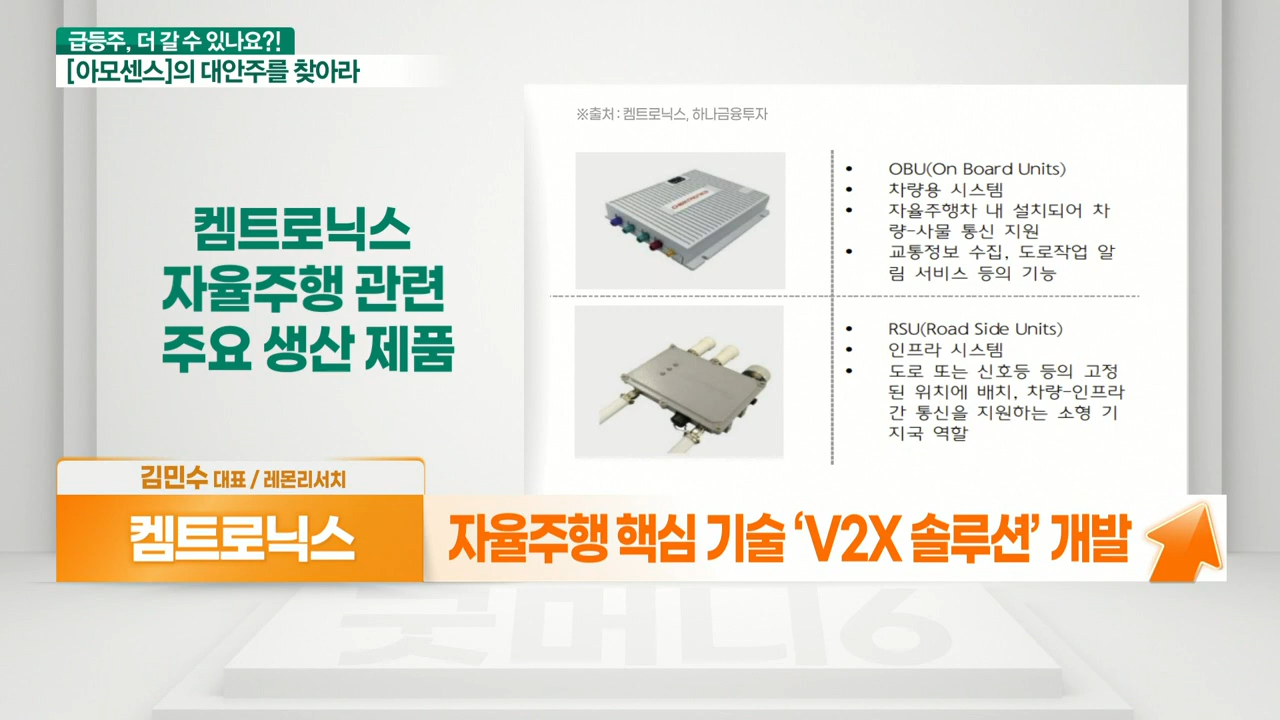 급등주, 더 갈 수 있나요?!
[아모센스]의 대안주를 찾아라
※출처 : 켐트로닉스, 하나금융투자
켐트로닉스
자율주행 관련
주요 생산 제품
• OBU(On Board Units)
• 차량용 시스템
• 자율주행차 내 설치되어 차
량-사물 통신 지원
• 교통정보 수집, 도로작업 알
림 서비스 등의 기능
• RSU(Road Side Units)
• 인프라 시스템
• 도로 또는 신호등 등의 고정
된 위치에 배치, 차량-인프라
간 통신을 지원하는 소형 기
지국 역할
김민수 대표 / 레몬리서치
켐트로닉스
자율주행 핵심 기술 ‘V2X 솔루션’ 개발
굿머니6